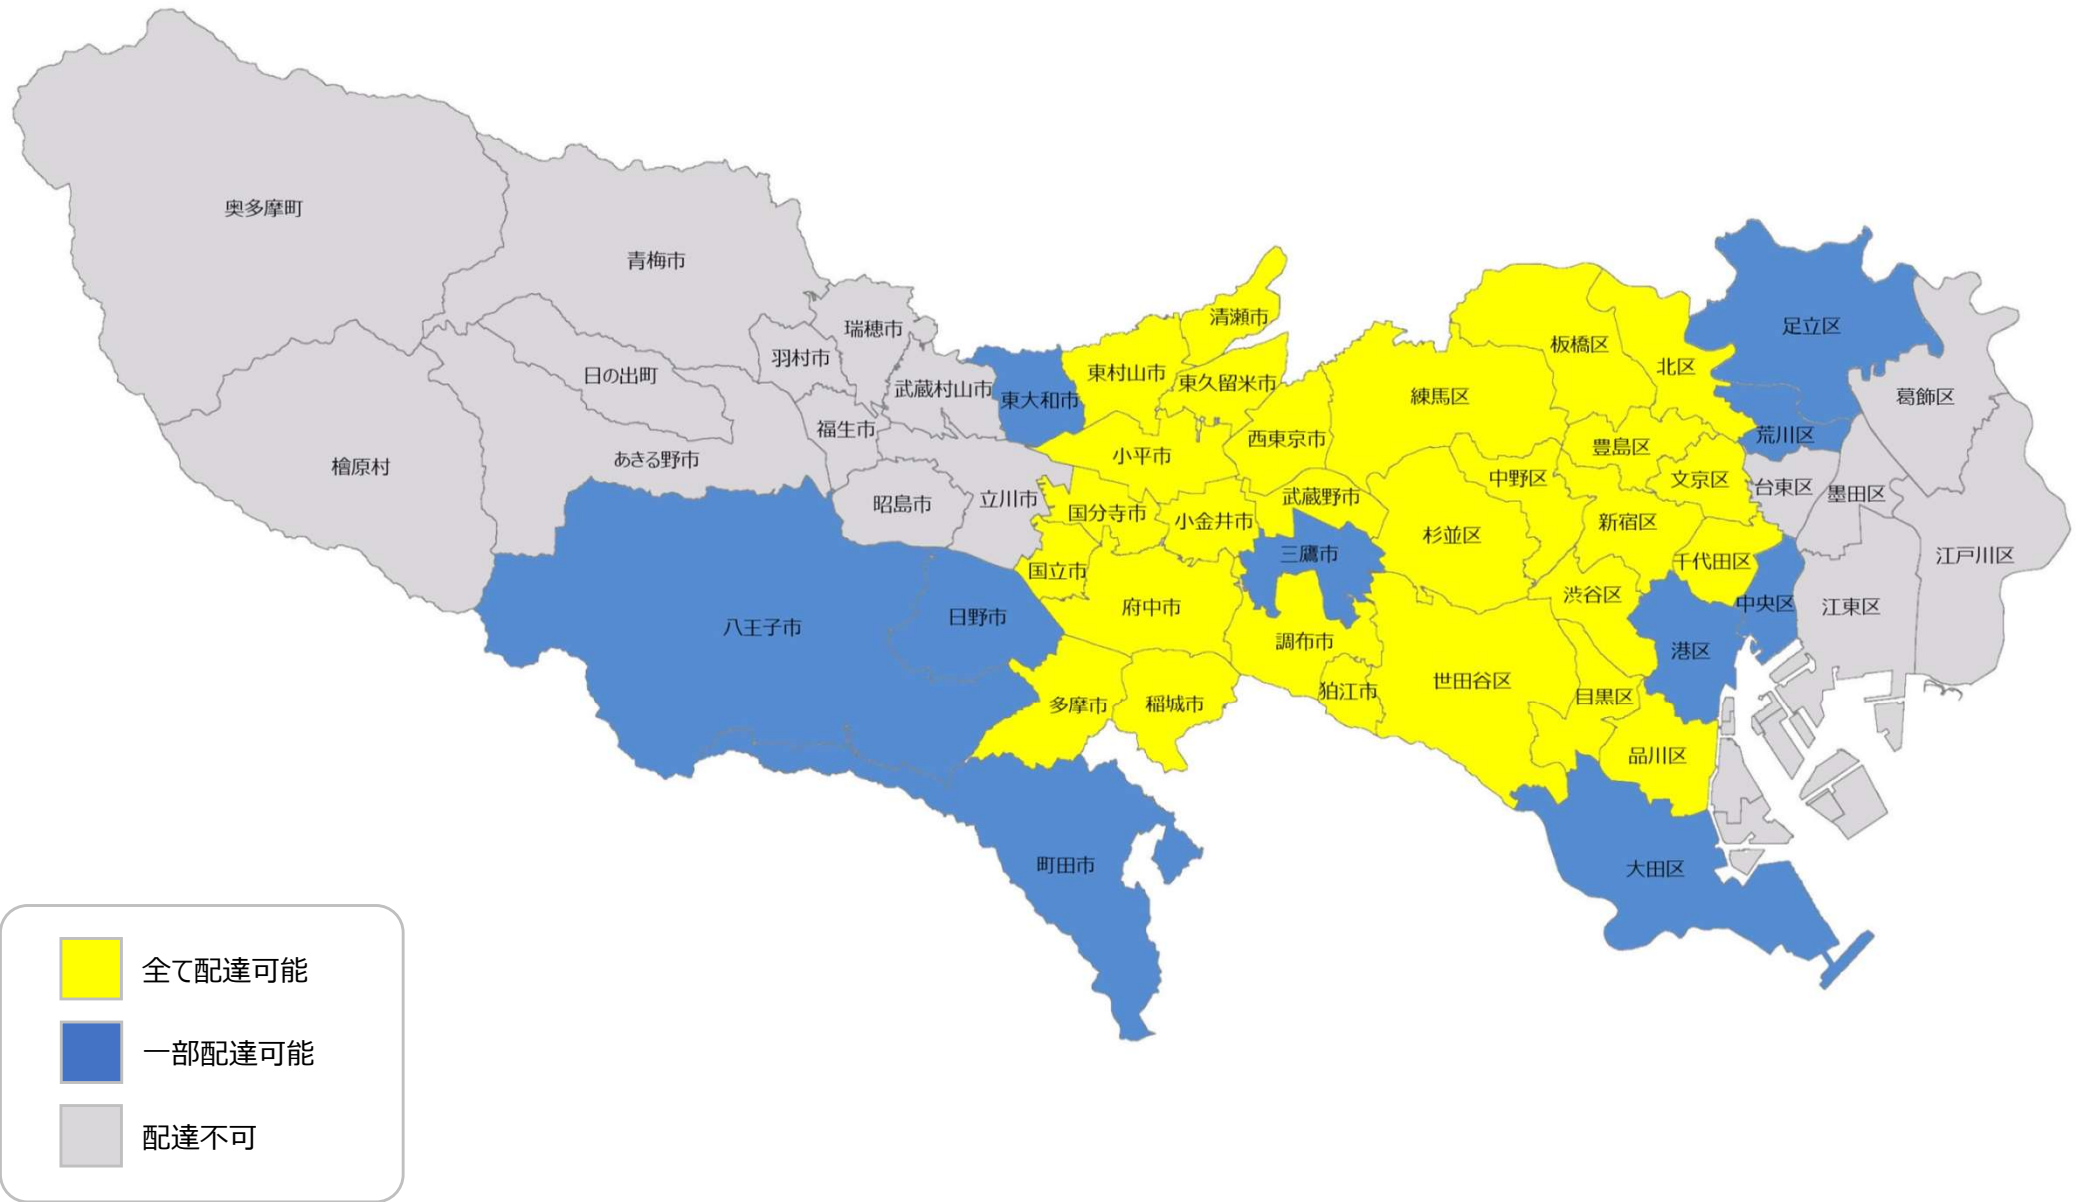 奥多摩町
青梅市
瑞穂市
羽村市
日の出町
武蔵村山市
東大和市
東村山市
清瀬市
東久留米市
檜原村
あきる野市
福生市
昭島市
立川市
小平市
西東京市
国分寺市
小金井市
武蔵野市
三鷹市
国立市
府中市
調布市
狛江市
八王子市
日野市
多摩市
稲城市
町田市
練馬区
板橋区
北区
足立区
葛飾区
荒川区
豊島区
中野区
文京区
台東区
墨田区
杉並区
新宿区
千代田区
江戸川区
渋谷区
中央区
江東区
港区
世田谷区
目黒区
品川区
大田区
全て配達可能
一部配達可能
配達不可